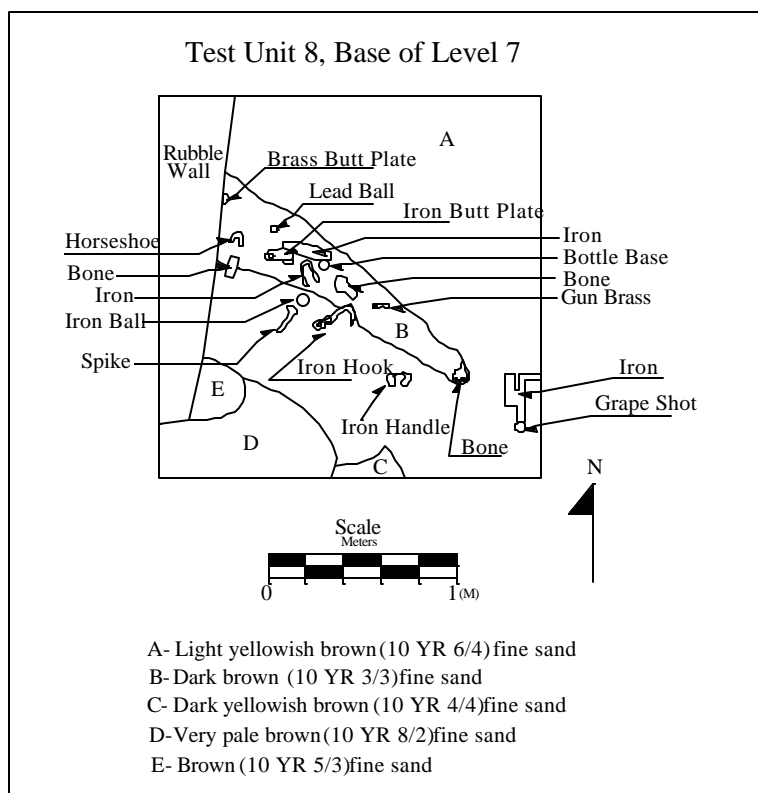 Test Unit 8, Base of Level 7
A
Rubble
Wall
Brass Butt Plate
Lead Ball
Iron Butt Plate
Horseshoe
Iron
Bottle Base
Bone
Bone
Iron
Gun Brass
Iron Ball
B
Spike
Iron Hook
Iron
E
Grape Shot
Iron Handle
D
Bone
C
N
Scale
Meters
0 1 (M)
A- Light yellowish brown (10 YR 6/4) fine sand
B- Dark brown (10 YR 3/3) fine sand
C- Dark yellowish brown (10 YR 4/4) fine sand
D-Very pale brown (10 YR 8/2) fine sand
E- Brown (10 YR 5/3) fine sand